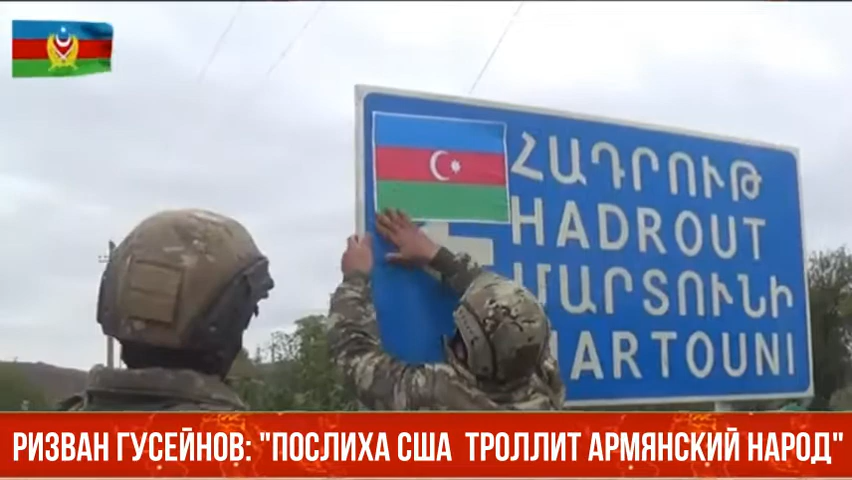 ՀԱԴՐՈՒԹ
HADROUT
ՄԱՐՏՈՒՆԻ
MARTOUNI
РИЗВАН ГУСЕЙНОВ: "ПОСЛИХА США ТРОЛЛИТ АРМЯНСКИЙ НАРОД"